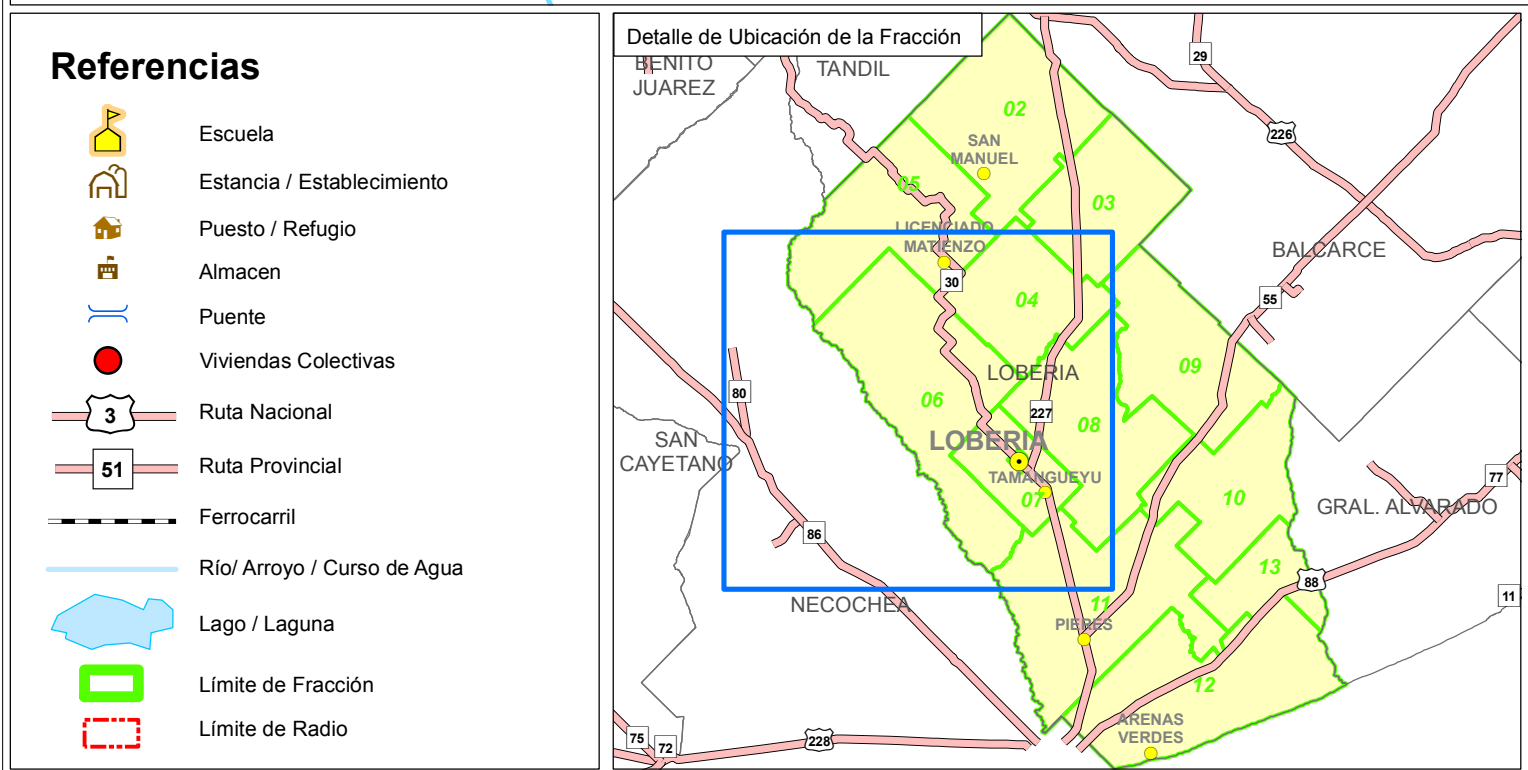 Referencias
Escuela
Estancia / Establecimiento
Puesto / Refugio
Almacen
Puente
Viviendas Colectivas
3
Ruta Nacional
51
Ruta Provincial
Ferrocarril
Río/ Arroyo / Curso de Agua
Lago / Laguna
Límite de Fracción
Límite de Radio
Detalle de Ubicación de la Fracción
BENITO
JUAREZ
TANDIL
29
02
226
SAN
MANUEL
05
03
LICENCIADO
MATIENZO
BALCARCE
30
04
55
LOBERIA
09
80
06
227
08
LOBERIA
SAN
CAYETANO
TAMANGUEYU
07
10
77
GRAL. ALVARADO
86
13
88
11
NECOCHEA
11
PIERES
12
ARENAS
VERDES
75
72
228